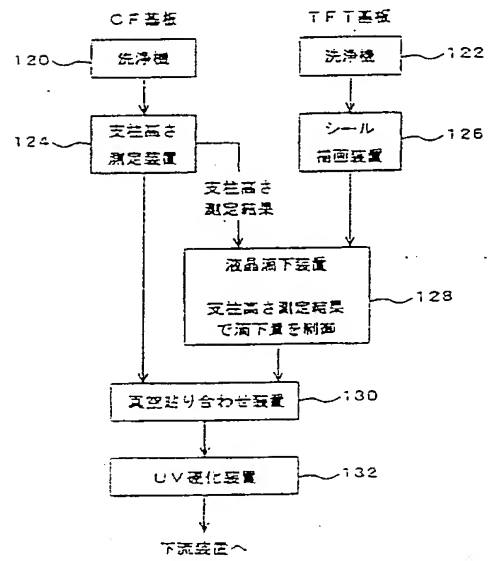 CF基板
TFT基板
120
洗浄機
洗浄機
122
124
支柱高さ
測定装置
シール
描画装置
126
支柱高さ
測定結果
液晶滴下装置
支柱高さ測定結果
で滴下量を制御
128
真空貼り合わせ装置
130
UV硬化装置
132
下流装置へ